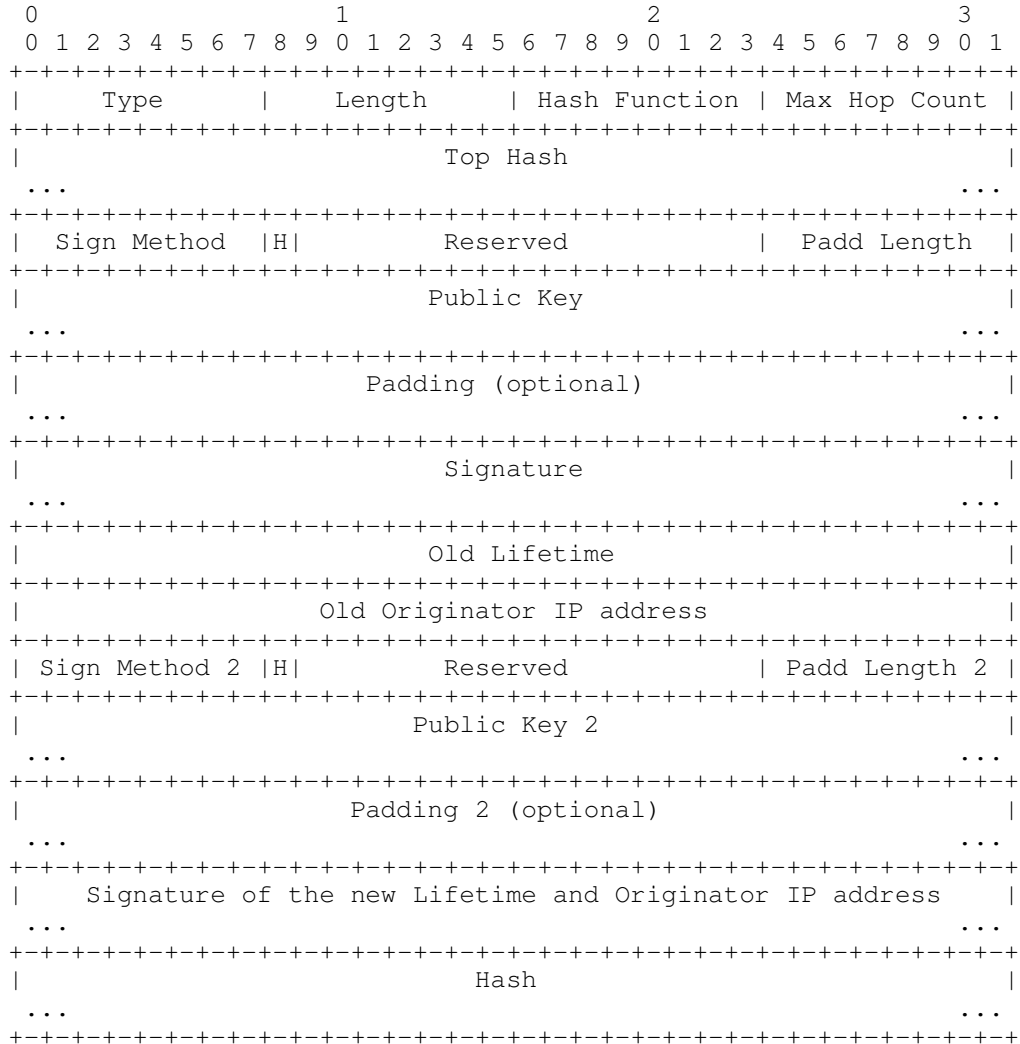 0                   1                   2                   3
0 1 2 3 4 5 6 7 8 9 0 1 2 3 4 5 6 7 8 9 0 1 2 3 4 5 6 7 8 9 0 1
+-+-+-+-+-+-+-+-+-+-+-+-+-+-+-+-+-+-+-+-+-+-+-+-+-+-+-+-+-+-+-+-+
|     Type      |    Length     | Hash Function | Max Hop Count |
+-+-+-+-+-+-+-+-+-+-+-+-+-+-+-+-+-+-+-+-+-+-+-+-+-+-+-+-+-+-+-+-+
|                           Top Hash                            |
 ...                                                         ...
+-+-+-+-+-+-+-+-+-+-+-+-+-+-+-+-+-+-+-+-+-+-+-+-+-+-+-+-+-+-+-+-+
|  Sign Method  |H|         Reserved            |  Padd Length  |
+-+-+-+-+-+-+-+-+-+-+-+-+-+-+-+-+-+-+-+-+-+-+-+-+-+-+-+-+-+-+-+-+
|                          Public Key                           |
 ...                                                         ...
+-+-+-+-+-+-+-+-+-+-+-+-+-+-+-+-+-+-+-+-+-+-+-+-+-+-+-+-+-+-+-+-+
|                      Padding (optional)                       |
 ...                                                         ...
+-+-+-+-+-+-+-+-+-+-+-+-+-+-+-+-+-+-+-+-+-+-+-+-+-+-+-+-+-+-+-+-+
|                           Signature                           |
 ...                                                         ...
+-+-+-+-+-+-+-+-+-+-+-+-+-+-+-+-+-+-+-+-+-+-+-+-+-+-+-+-+-+-+-+-+
|                          Old Lifetime                         |
+-+-+-+-+-+-+-+-+-+-+-+-+-+-+-+-+-+-+-+-+-+-+-+-+-+-+-+-+-+-+-+-+
|                   Old Originator IP address                   |
+-+-+-+-+-+-+-+-+-+-+-+-+-+-+-+-+-+-+-+-+-+-+-+-+-+-+-+-+-+-+-+-+
| Sign Method 2 |H|         Reserved            | Padd Length 2 |
+-+-+-+-+-+-+-+-+-+-+-+-+-+-+-+-+-+-+-+-+-+-+-+-+-+-+-+-+-+-+-+-+
|                         Public Key 2                          |
 ...                                                         ...
+-+-+-+-+-+-+-+-+-+-+-+-+-+-+-+-+-+-+-+-+-+-+-+-+-+-+-+-+-+-+-+-+
|                     Padding 2 (optional)                      |
 ...                                                         ...
+-+-+-+-+-+-+-+-+-+-+-+-+-+-+-+-+-+-+-+-+-+-+-+-+-+-+-+-+-+-+-+-+
|    Signature of the new Lifetime and Originator IP address    |
 ...                                                         ...
+-+-+-+-+-+-+-+-+-+-+-+-+-+-+-+-+-+-+-+-+-+-+-+-+-+-+-+-+-+-+-+-+
|                             Hash                              |
 ...                                                         ...
+-+-+-+-+-+-+-+-+-+-+-+-+-+-+-+-+-+-+-+-+-+-+-+-+-+-+-+-+-+-+-+-+